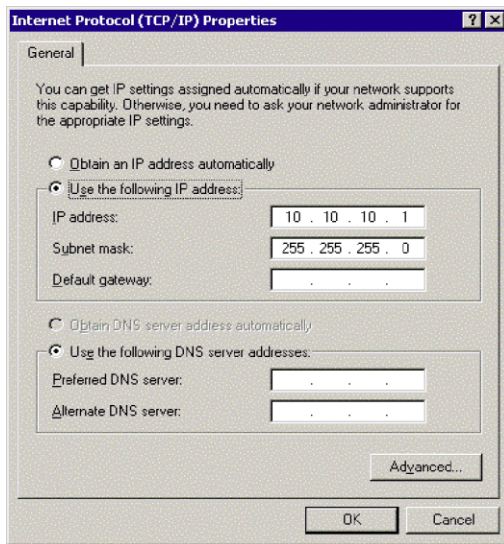 Internet Protocol (TCP/IP) Properties
General
You can get IP settings assigned automatically if your network supports
this capability. Otherwise, you need to ask your network administrator for
the appropriate IP settings.
Obtain an IP address automatically
Use the following IP address:
IP address: 10 . 10 . 10 . 1
Subnet mask: 255 . 255 . 255 . 0
Default gateway: . . .
Obtain DNS server address automatically
Use the following DNS server addresses:
Preferred DNS server: . . .
Alternate DNS server: . . .
Advanced...
OK Cancel